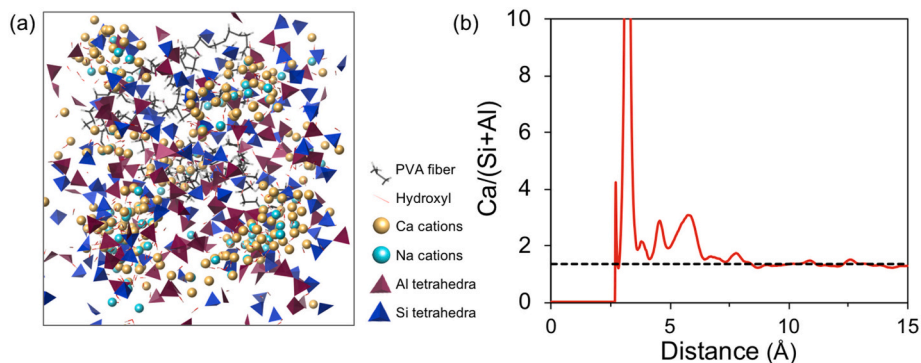 (a)
PVA fiber
Hydroxyl
Ca cations
Na cations
Al tetrahedra
Si tetrahedra
(b)
Ca/(Si+Al)
10
8
6
4
2
0
0 5 10 15
Distance (Å)